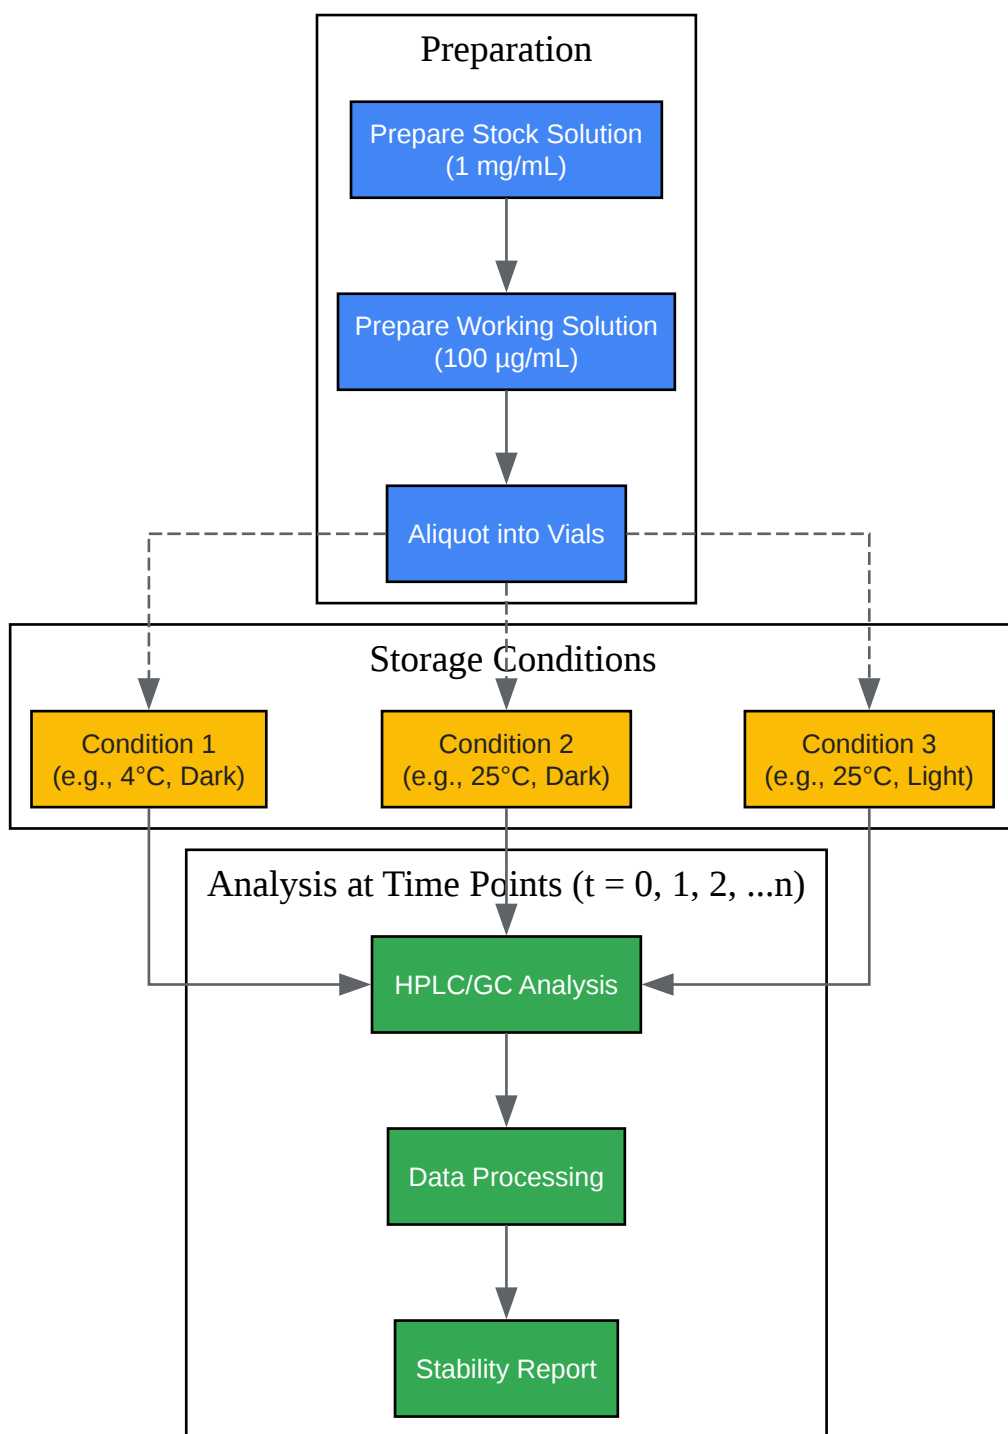 Preparation
Prepare Stock Solution
(1 mg/mL)
Prepare Working Solution
(100 µg/mL)
Aliquot into Vials
Storage Conditions
Condition 1
(e.g., 4°C, Dark)
Condition 2
(e.g., 25°C, Dark)
Condition 3
(e.g., 25°C, Light)
Analysis at Time Points (t = 0, 1, 2, ...n)
HPLC/GC Analysis
Data Processing
Stability Report